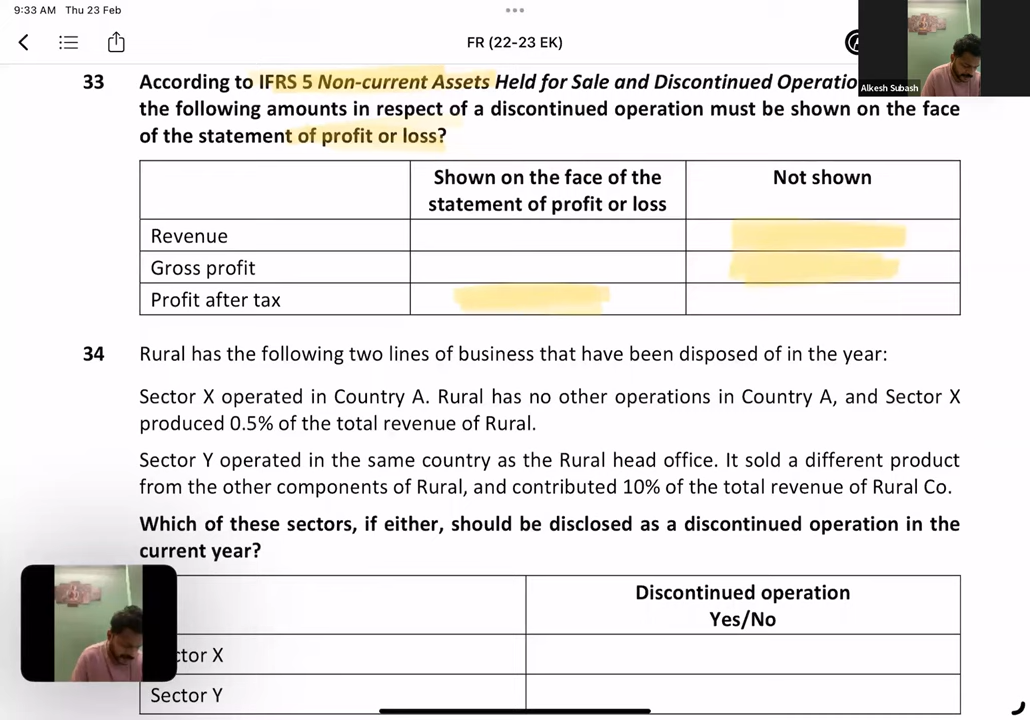 9:33 AM Thu 23 Feb
FR (22-23 EK)
Alkesh Subash
33 According to IFRS 5 Non-current Assets Held for Sale and Discontinued Operatio
the following amounts in respect of a discontinued operation must be shown on the face
of the statement of profit or loss?
Shown on the face of the
statement of profit or loss
Not shown
Revenue
Gross profit
Profit after tax
34 Rural has the following two lines of business that have been disposed of in the year:
Sector X operated in Country A. Rural has no other operations in Country A, and Sector X
produced 0.5% of the total revenue of Rural.
Sector Y operated in the same country as the Rural head office. It sold a different product
from the other components of Rural, and contributed 10% of the total revenue of Rural Co.
Which of these sectors, if either, should be disclosed as a discontinued operation in the
current year?
Discontinued operation
Yes/No
ctor X
Sector Y